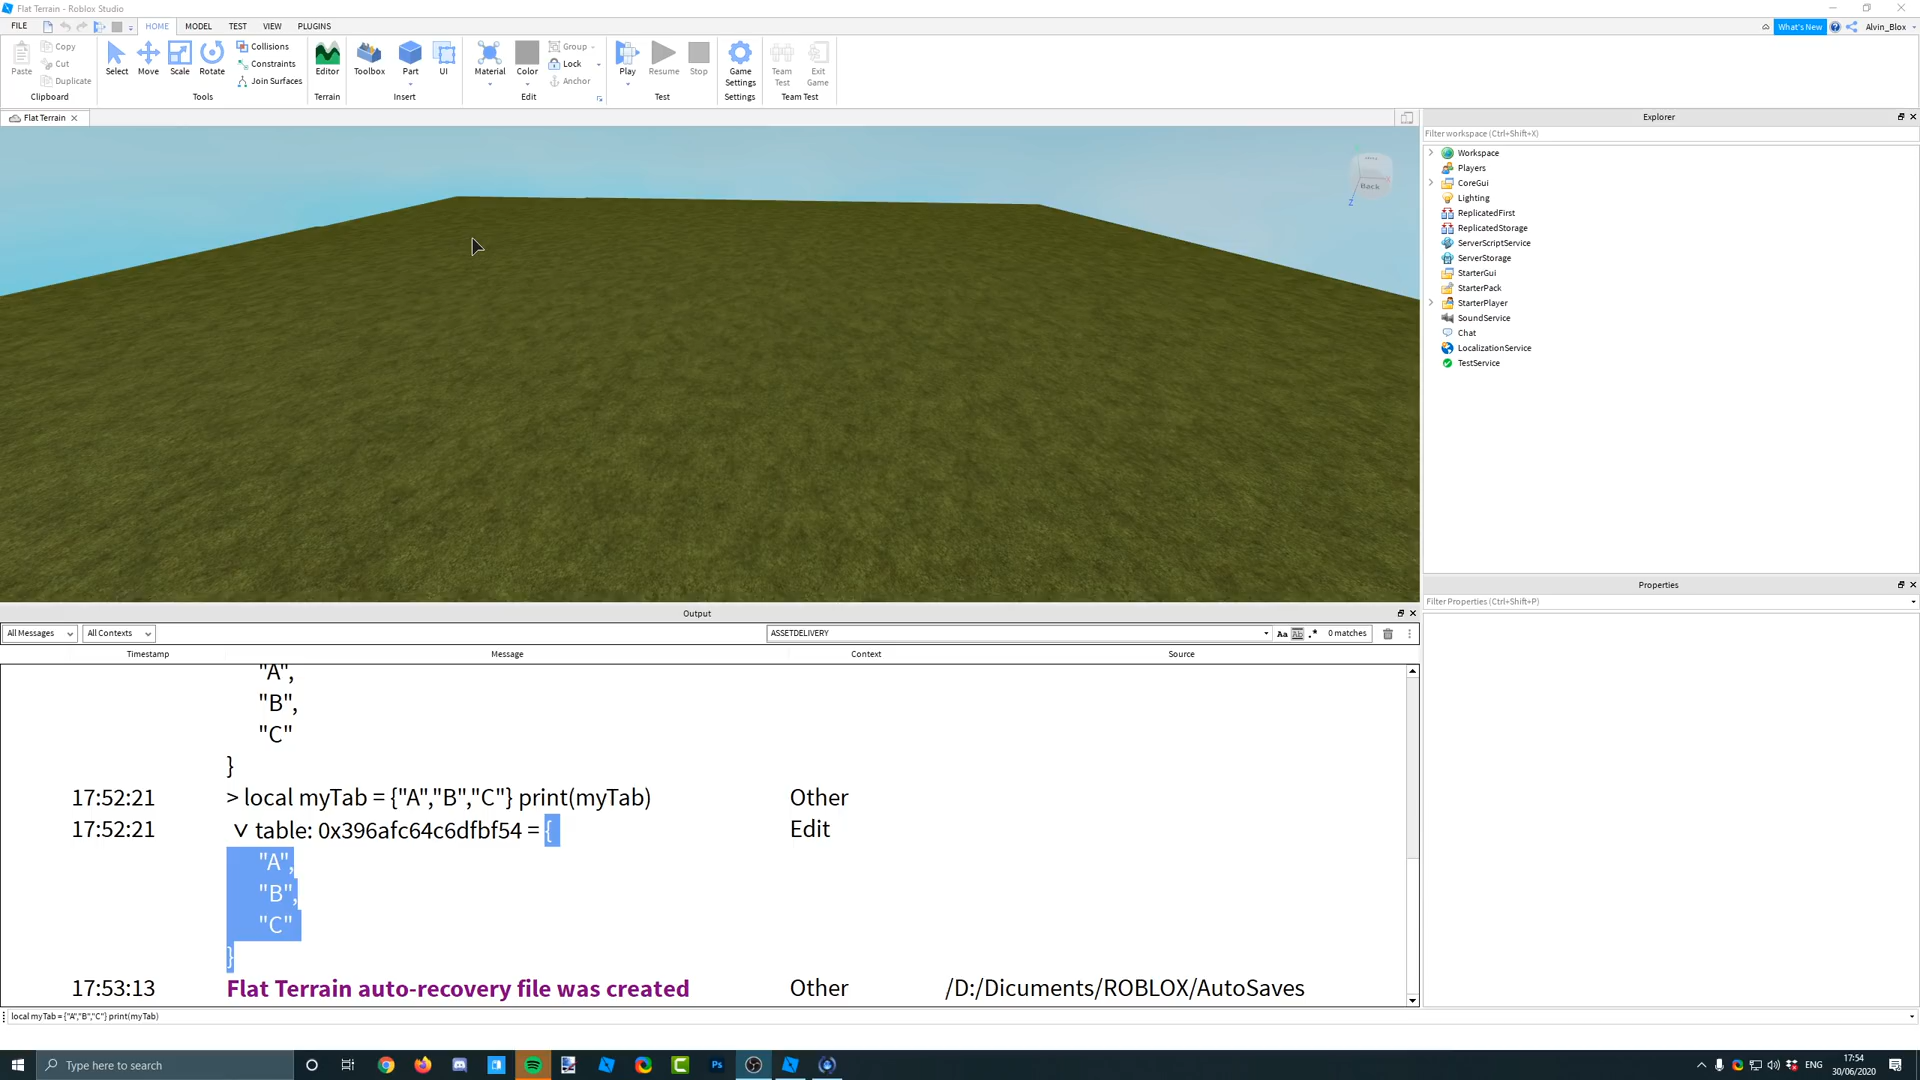 Flat Terrain - Roblox Studio
FILE HOME MODEL TEST VIEW PLUGINS What's New Alvin_Blox
Paste Copy Cut Duplicate Clipboard
Select Move Scale Rotate Collisions Constraints Join Surfaces Tools
Editor Terrain
Toolbox Part UI Insert
Material Color Group Lock Anchor Edit
Play Resume Stop Test
Game Settings Settings
Team Test Exit Game Team Test
Flat Terrain
Back
Z
Explorer
Filter workspace (Ctrl+Shift+X)
Workspace
Players
CoreGui
Lighting
ReplicatedFirst
ReplicatedStorage
ServerScriptService
ServerStorage
StarterGui
StarterPack
StarterPlayer
SoundService
Chat
LocalizationService
TestService
Properties
Filter Properties (Ctrl+Shift+P)
Output
All Messages All Contexts ASSETDELIVERY Aa Ab .* 0 matches
Timestamp Message Context Source
"A",
"B",
"C"
}
17:52:21 > local myTab = {"A","B","C"} print(myTab) Other
17:52:21 table: 0x396afc64c6dfbf54 = { Edit
"A",
"B",
"C"
}
17:53:13 Flat Terrain auto-recovery file was created Other /D:/Dicuments/ROBLOX/AutoSaves
local myTab = {"A","B","C"} print(myTab)
Type here to search
Ps
ENG
17:54
30/06/2020